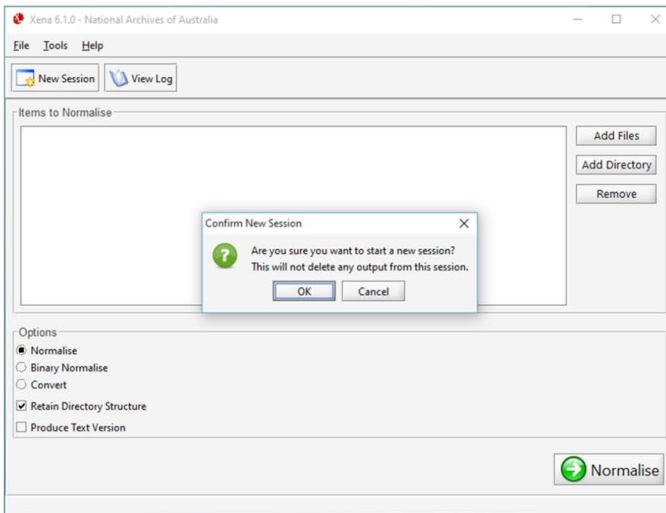 Xena 6.1.0 - National Archives of Australia
File Tools Help
New Session View Log
Items to Normalise
Add Files
Add Directory
Remove
Confirm New Session
Are you sure you want to start a new session?
This will not delete any output from this session.
OK Cancel
Options
Normalise
Binary Normalise
Convert
Retain Directory Structure
Produce Text Version
Normalise